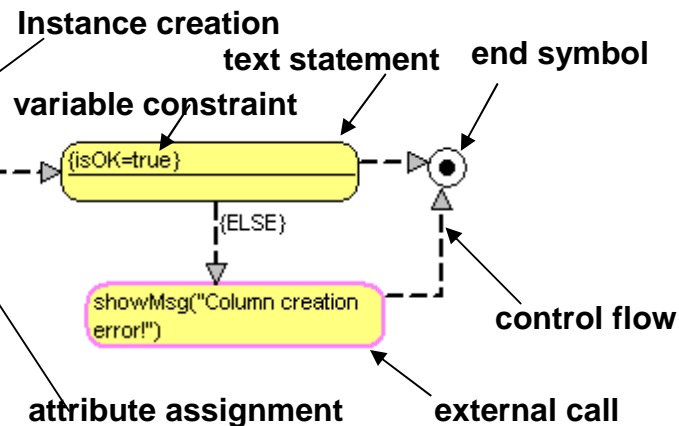 Instance creation
text statement
end symbol
variable constraint
{isOK=true}
{ELSE}
showMsg("Column creation
error!")
control flow
attribute assignment
external call